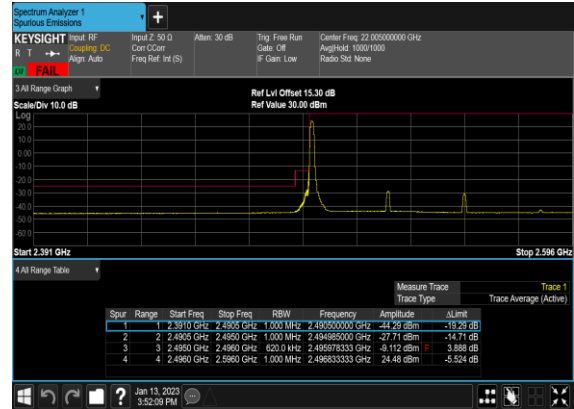 Spectrum Analyzer 1
Spurious Emissions
KEYSIGHT Input: RF
R T
Coupling: DC
Align: Auto
LW FAIL
Input Z: 50 Ω
Corr CCorr
Freq Ref: Int (S)
Atten: 30 dB
Trig: Free Run
Gate: Off
IF Gain: Low
Center Freq: 22.005000000 GHz
Avg|Hold: 1000/1000
Radio Std: None
3 All Range Graph
Scale/Div 10.0 dB
Ref Lvl Offset 15.30 dB
Ref Value 30.00 dBm
Log
20.0
10.0
0.00
-10.0
-20.0
-30.0
-40.0
-50.0
-60.0
Start 2.391 GHz
Stop 2.596 GHz
4 All Range Table
Measure Trace Trace 1
Trace Type Trace Average (Active)
Spur Range Start Freq Stop Freq RBW Frequency Amplitude ΔLimit
1 1 2.3910 GHz 2.4905 GHz 1.000 MHz 2.490500000 GHz -44.29 dBm -19.29 dB
2 2 2.4905 GHz 2.4950 GHz 1.000 MHz 2.494985000 GHz -27.71 dBm -14.71 dB
3 3 2.4950 GHz 2.4960 GHz 620.0 kHz 2.495978333 GHz -9.112 dBm F 3.888 dB
4 4 2.4960 GHz 2.5960 GHz 1.000 MHz 2.496833333 GHz 24.48 dBm -5.524 dB
Jan 13, 2023
3:52:09 PM